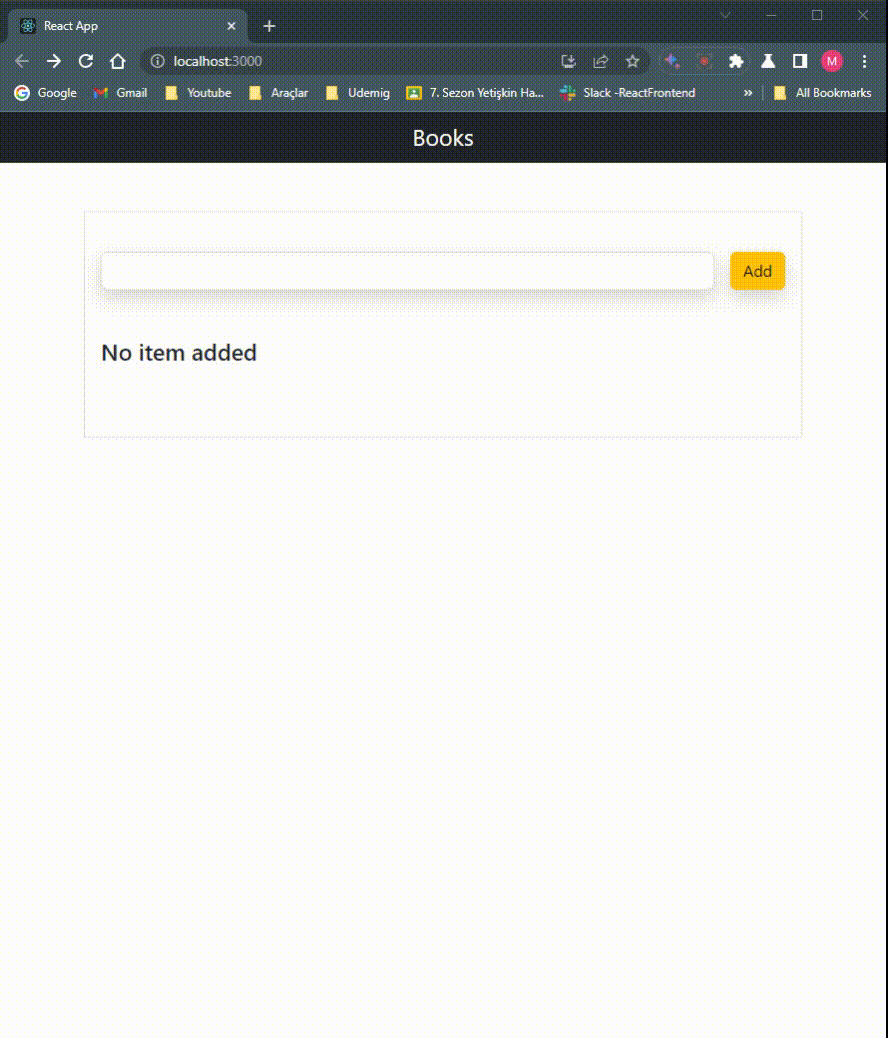 React App
localhost:3000
M
Google Gmail Youtube Araçlar Udemig 7. Sezon Yetişkin Ha... Slack -ReactFrontend » All Bookmarks
Books
Add
No item added